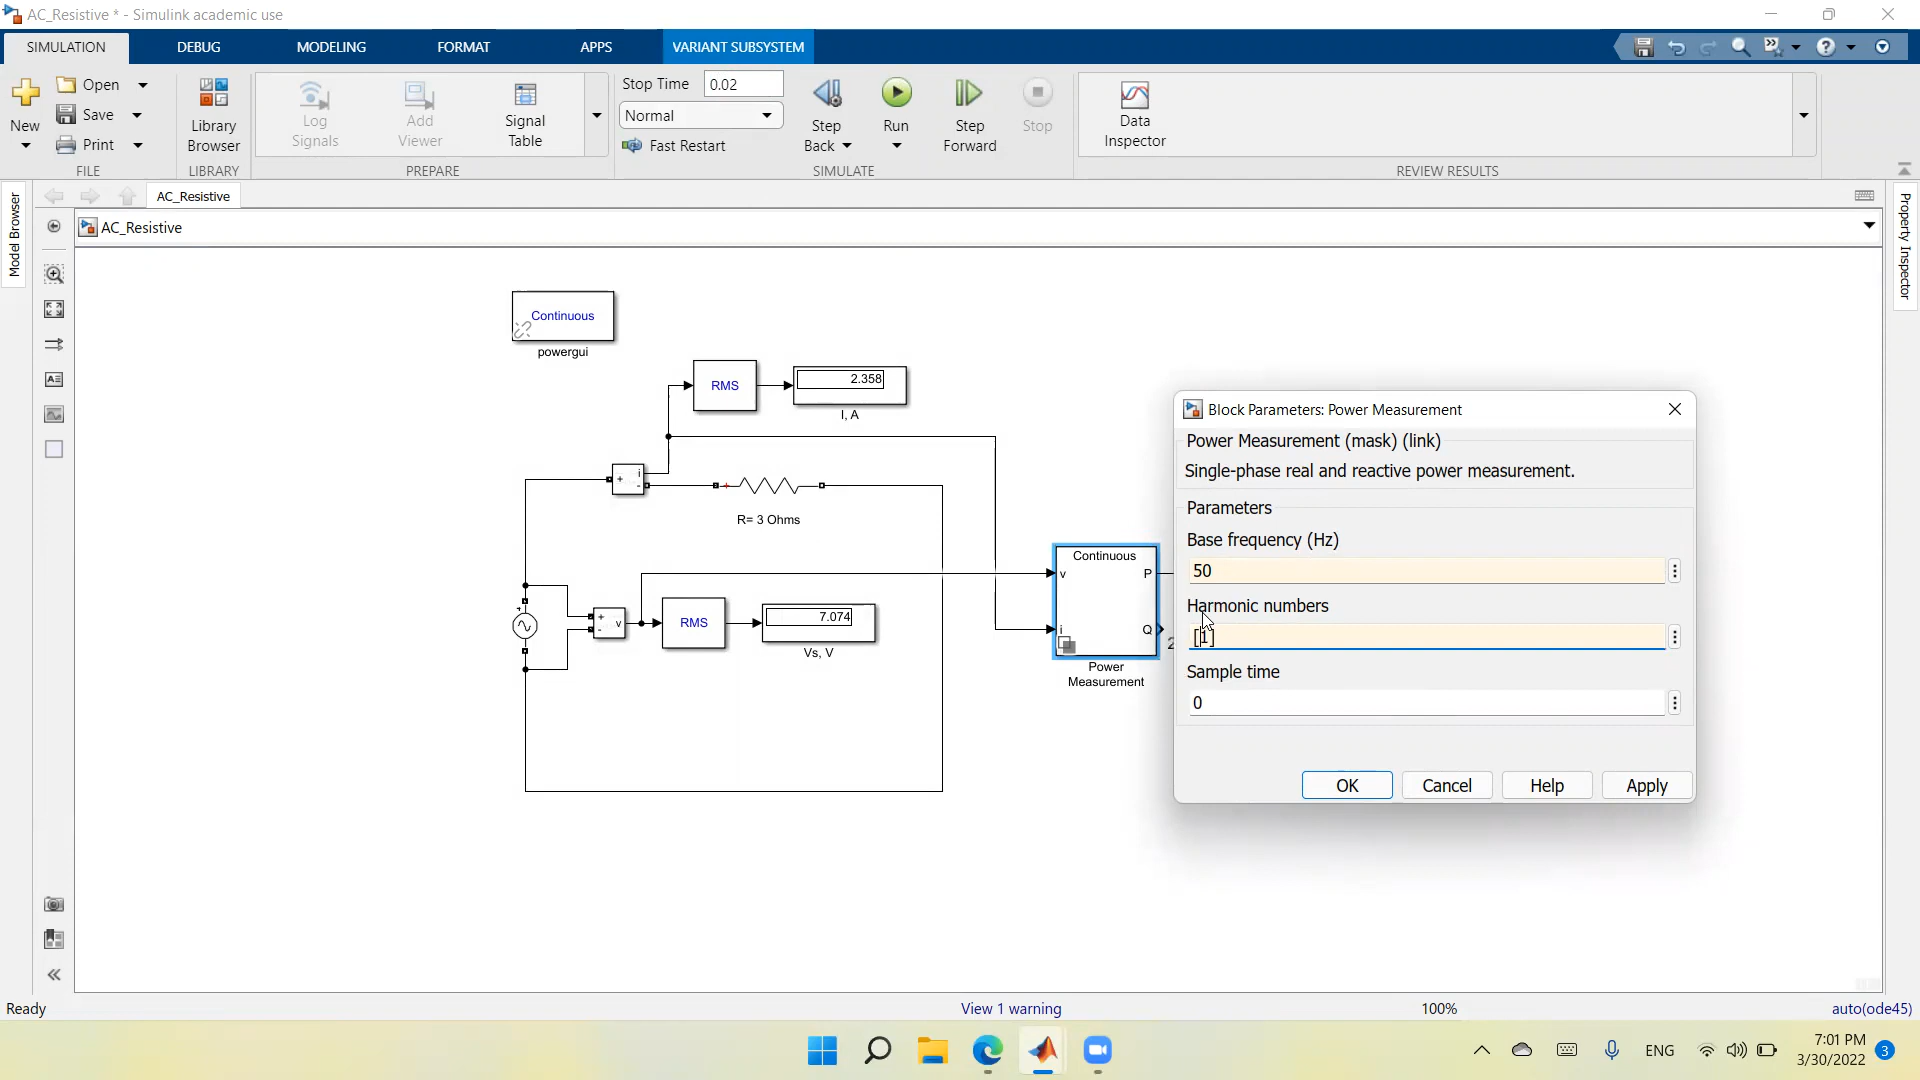 AC_Resistive * - Simulink academic use
SIMULATION
DEBUG
MODELING
FORMAT
APPS
VARIANT SUBSYSTEM
New
Open
Save
Print
FILE
Library
Browser
LIBRARY
Log
Signals
Add
Viewer
Signal
Table
PREPARE
Stop Time
0.02
Normal
Fast Restart
Step
Back
Run
Step
Forward
Stop
SIMULATE
Data
Inspector
REVIEW RESULTS
Model Browser
AC_Resistive
AC_Resistive
Property Inspector
Continuous
powergui
RMS
2.358
I, A
+
i
-
+
R= 3 Ohms
+
+
-
v
RMS
7.074
Vs, V
Continuous
v
P
i
Q
Power
Measurement
2
Block Parameters: Power Measurement
Power Measurement (mask) (link)
Single-phase real and reactive power measurement.
Parameters
Base frequency (Hz)
50
Harmonic numbers
[1]
Sample time
0
OK
Cancel
Help
Apply
Ready
View 1 warning
100%
auto(ode45)
ENG
7:01 PM
3/30/2022
3